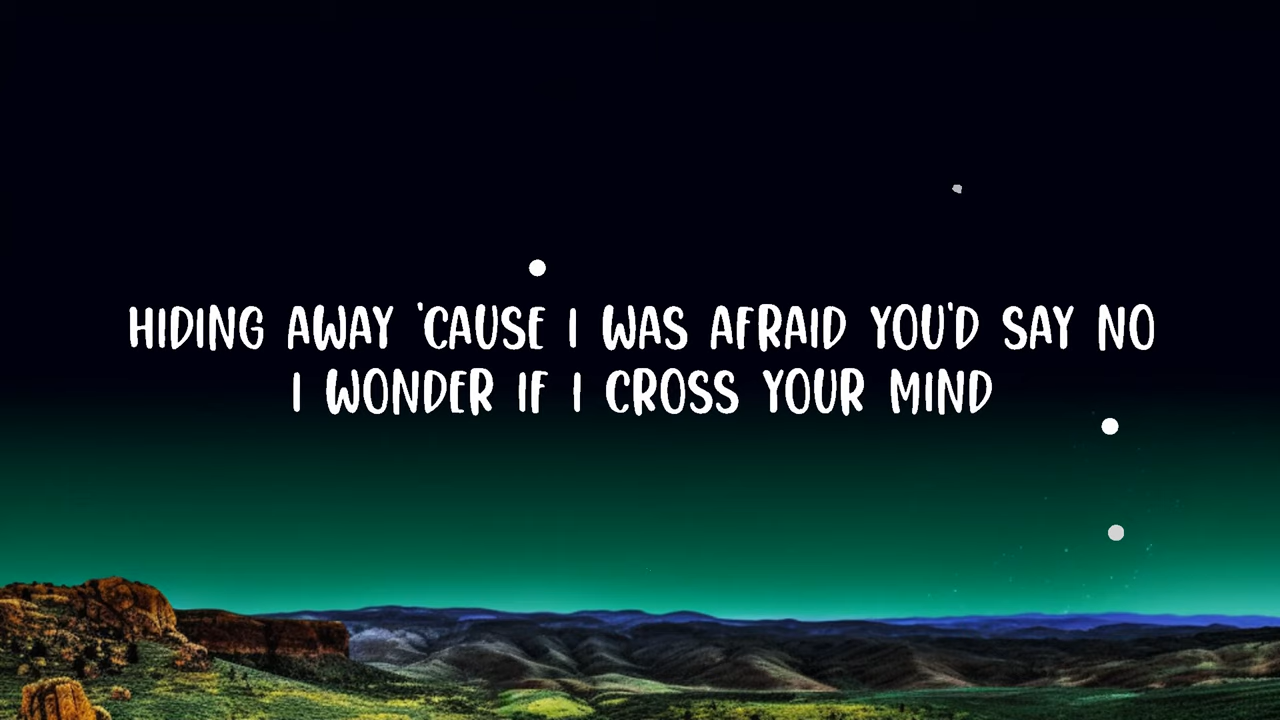 HIDING AWAY 'CAUSE I WAS AFRAID YOU'D SAY NO
I WONDER IF I CROSS YOUR MIND